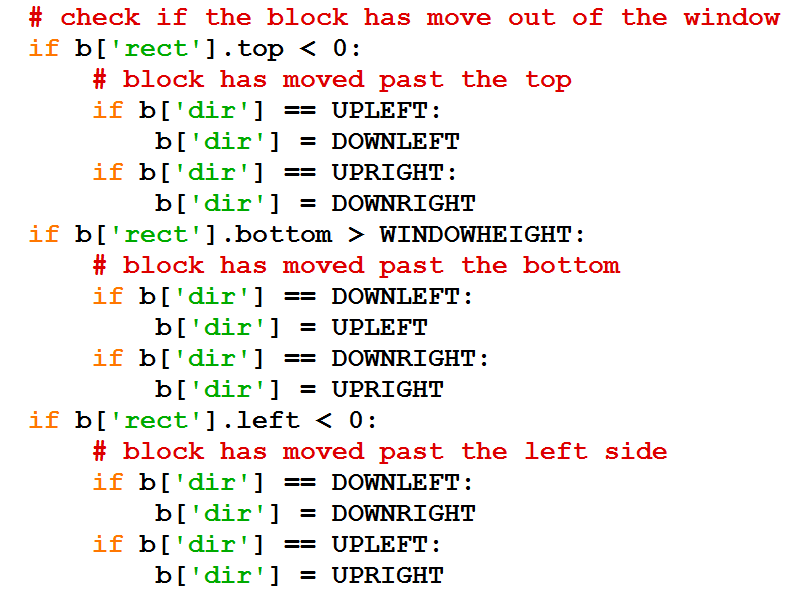 # check if the block has move out of the window
if b['rect'].top < 0:
    # block has moved past the top
    if b['dir'] == UPLEFT:
        b['dir'] = DOWNLEFT
    if b['dir'] == UPRIGHT:
        b['dir'] = DOWNRIGHT
if b['rect'].bottom > WINDOWHEIGHT:
    # block has moved past the bottom
    if b['dir'] == DOWNLEFT:
        b['dir'] = UPLEFT
    if b['dir'] == DOWNRIGHT:
        b['dir'] = UPRIGHT
if b['rect'].left < 0:
    # block has moved past the left side
    if b['dir'] == DOWNLEFT:
        b['dir'] = DOWNRIGHT
    if b['dir'] == UPLEFT:
        b['dir'] = UPRIGHT